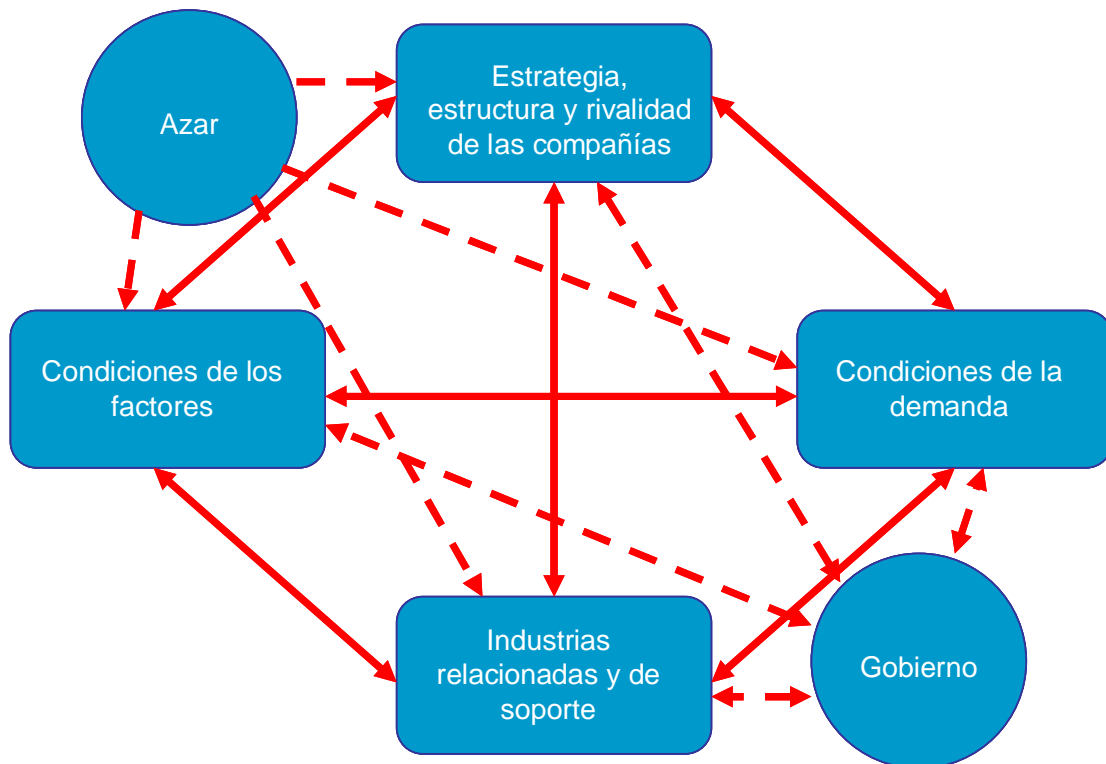 Estrategia,
estructura y rivalidad
de las compañías
Azar
Condiciones de los
factores
Condiciones de la
demanda
Industrias
relacionadas y de
soporte
Gobierno